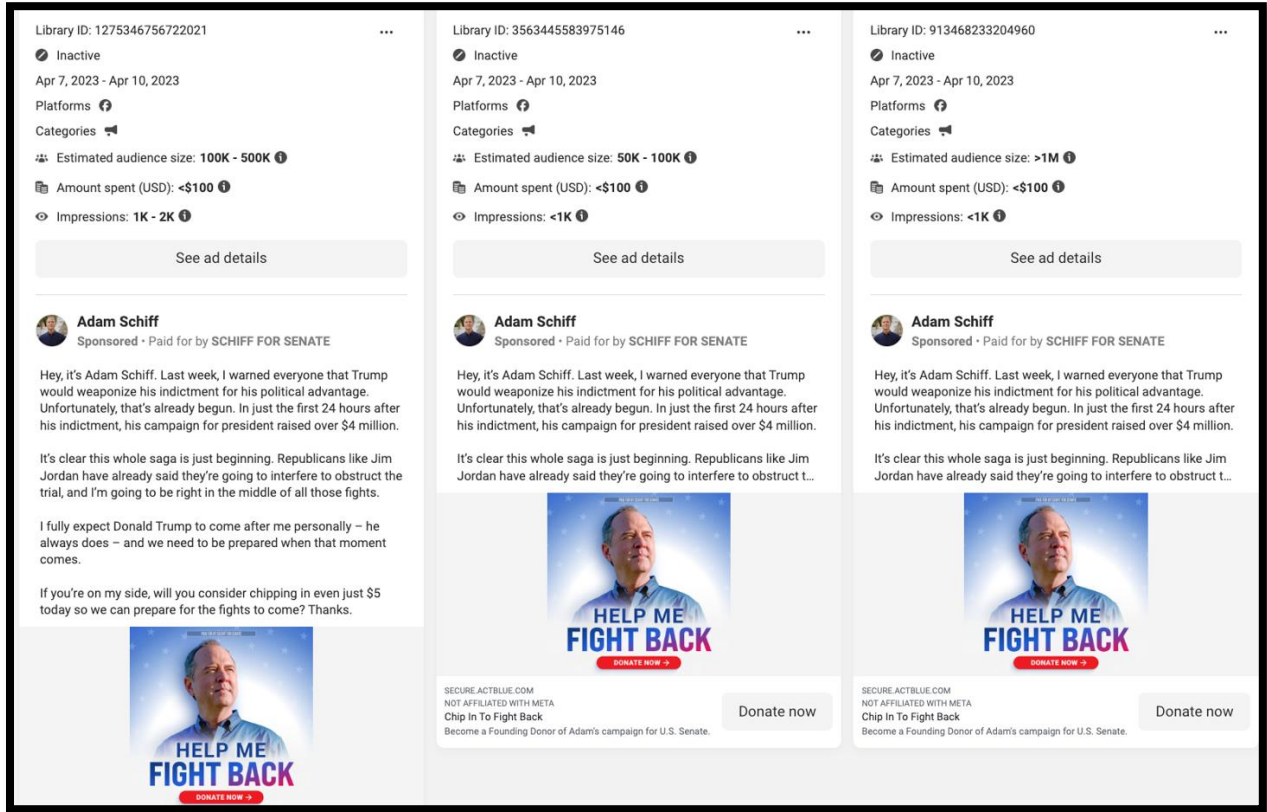 Library ID: 1275346756722021
Inactive
Apr 7, 2023 - Apr 10, 2023
Platforms
Categories
Estimated audience size: 100K - 500K
Amount spent (USD): <$100
Impressions: 1K - 2K
See ad details
Adam Schiff
Sponsored • Paid for by SCHIFF FOR SENATE
Hey, it's Adam Schiff. Last week, I warned everyone that Trump
would weaponize his indictment for his political advantage.
Unfortunately, that's already begun. In just the first 24 hours after
his indictment, his campaign for president raised over $4 million.
It's clear this whole saga is just beginning. Republicans like Jim
Jordan have already said they're going to interfere to obstruct the
trial, and I'm going to be right in the middle of all those fights.
I fully expect Donald Trump to come after me personally – he
always does – and we need to be prepared when that moment
comes.
If you're on my side, will you consider chipping in even just $5
today so we can prepare for the fights to come? Thanks.
HELP ME
FIGHT BACK
DONATE NOW →
Library ID: 3563445583975146
Inactive
Apr 7, 2023 - Apr 10, 2023
Platforms
Categories
Estimated audience size: 50K - 100K
Amount spent (USD): <$100
Impressions: <1K
See ad details
Adam Schiff
Sponsored • Paid for by SCHIFF FOR SENATE
Hey, it's Adam Schiff. Last week, I warned everyone that Trump
would weaponize his indictment for his political advantage.
Unfortunately, that's already begun. In just the first 24 hours after
his indictment, his campaign for president raised over $4 million.
It's clear this whole saga is just beginning. Republicans like Jim
Jordan have already said they're going to interfere to obstruct t...
HELP ME
FIGHT BACK
DONATE NOW →
SECURE.ACTBLUE.COM
NOT AFFILIATED WITH META
Chip In To Fight Back
Become a Founding Donor of Adam's campaign for U.S. Senate.
Donate now
Library ID: 913468233204960
Inactive
Apr 7, 2023 - Apr 10, 2023
Platforms
Categories
Estimated audience size: >1M
Amount spent (USD): <$100
Impressions: <1K
See ad details
Adam Schiff
Sponsored • Paid for by SCHIFF FOR SENATE
Hey, it's Adam Schiff. Last week, I warned everyone that Trump
would weaponize his indictment for his political advantage.
Unfortunately, that's already begun. In just the first 24 hours after
his indictment, his campaign for president raised over $4 million.
It's clear this whole saga is just beginning. Republicans like Jim
Jordan have already said they're going to interfere to obstruct t...
HELP ME
FIGHT BACK
DONATE NOW →
SECURE.ACTBLUE.COM
NOT AFFILIATED WITH META
Chip In To Fight Back
Become a Founding Donor of Adam's campaign for U.S. Senate.
Donate now